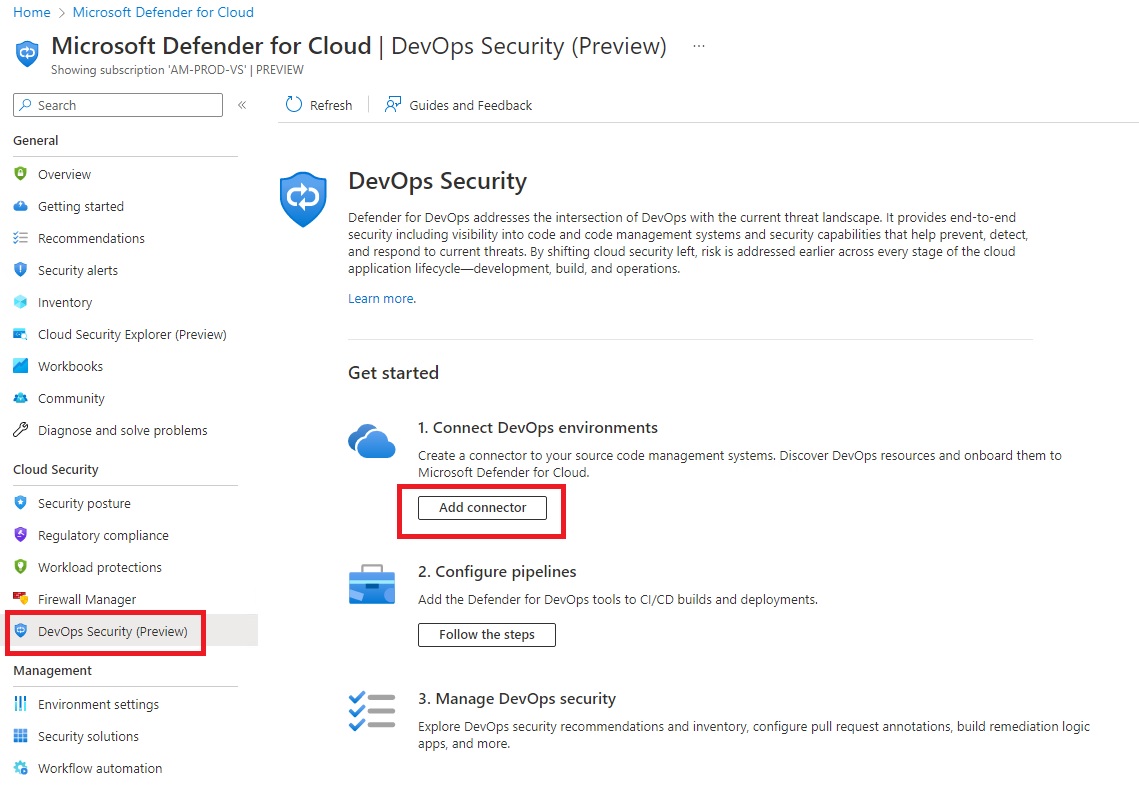 Home > Microsoft Defender for Cloud
Microsoft Defender for Cloud | DevOps Security (Preview) ...
Showing subscription 'AM-PROD-VS' | PREVIEW
Search «
Refresh
Guides and Feedback
General
Overview
Getting started
Recommendations
Security alerts
Inventory
Cloud Security Explorer (Preview)
Workbooks
Community
Diagnose and solve problems
Cloud Security
Security posture
Regulatory compliance
Workload protections
Firewall Manager
DevOps Security (Preview)
Management
Environment settings
Security solutions
Workflow automation
DevOps Security
Defender for DevOps addresses the intersection of DevOps with the current threat landscape. It provides end-to-end
security including visibility into code and code management systems and security capabilities that help prevent, detect,
and respond to current threats. By shifting cloud security left, risk is addressed earlier across every stage of the cloud
application lifecycle—development, build, and operations.
Learn more.
Get started
1. Connect DevOps environments
Create a connector to your source code management systems. Discover DevOps resources and onboard them to
Microsoft Defender for Cloud.
Add connector
2. Configure pipelines
Add the Defender for DevOps tools to CI/CD builds and deployments.
Follow the steps
3. Manage DevOps security
Explore DevOps security recommendations and inventory, configure pull request annotations, build remediation logic
apps, and more.